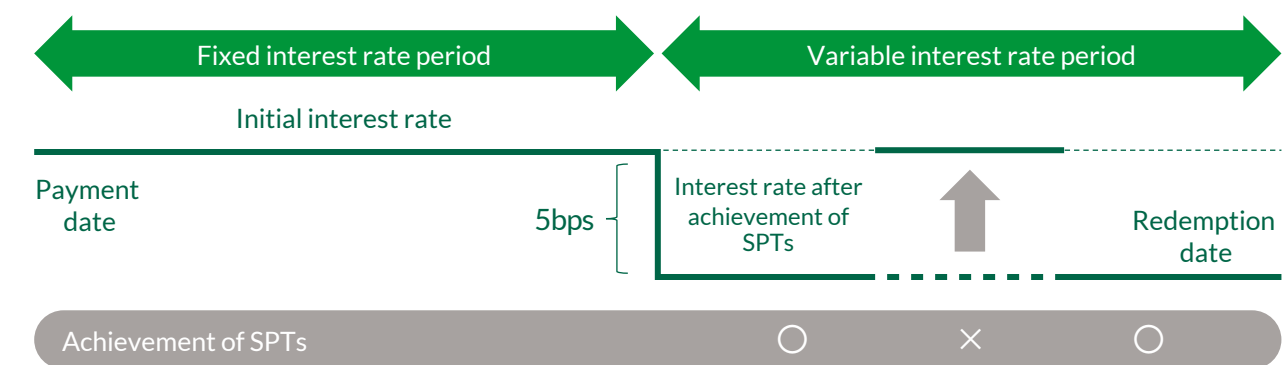 Fixed interest rate period
Variable interest rate period
Initial interest rate
Payment
date
5bps
Interest rate after
achievement of
SPTs
Redemption
date
Achievement of SPTs
○ × ○